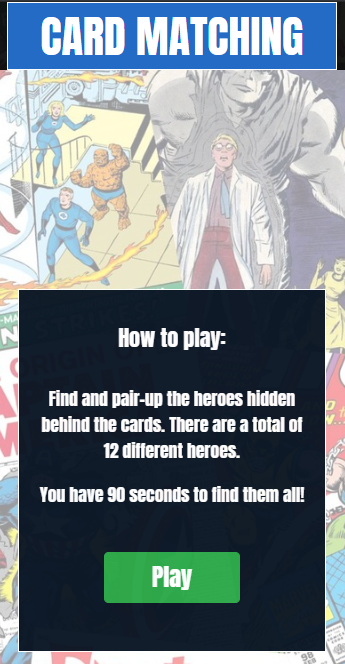 CARD MATCHING
How to play:
Find and pair-up the heroes hidden
behind the cards. There are a total of
12 different heroes.
You have 90 seconds to find them all!
Play